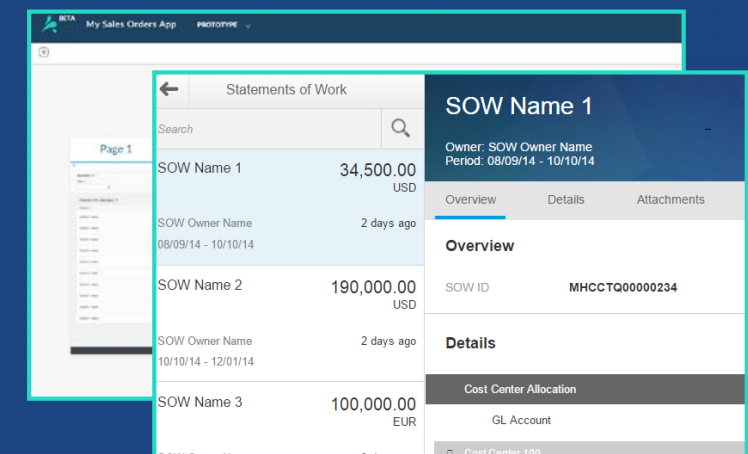 BETA
My Sales Orders App PROTOTYPE
Page 1
Statements of Work
Search
SOW Name 1 34,500.00
USD
SOW Owner Name 2 days ago
08/09/14 - 10/10/14
SOW Name 2 190,000.00
USD
SOW Owner Name 2 days ago
10/10/14 - 12/01/14
SOW Name 3 100,000.00
EUR
SOW Name 1
Owner: SOW Owner Name
Period: 08/09/14 - 10/10/14
Overview Details Attachments
Overview
SOW ID MHCCTQ00000234
Details
Cost Center Allocation
GL Account
Cost Center 100